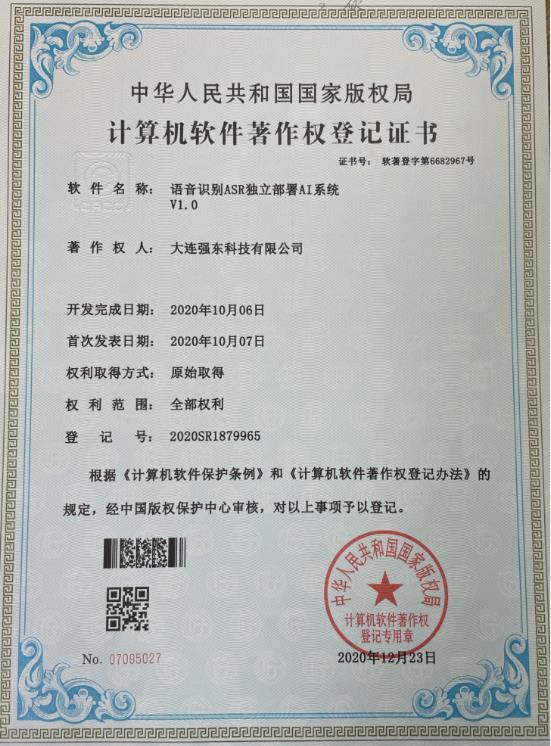 中华人民共和国国家版权局
计算机软件著作权登记证书
证书号： 软著登字第6682967号
软件名称： 语音识别ASR独立部署AI系统
V1.0
著作权人： 大连强东科技有限公司
开发完成日期： 2020年10月06日
首次发表日期： 2020年10月07日
权利取得方式： 原始取得
权利范围： 全部权利
登记号： 2020SR1879965
根据《计算机软件保护条例》和《计算机软件著作权登记办法》的
规定，经中国版权保护中心审核，对以上事项予以登记。
中华人民共和国国家版权局
计算机软件著作权
登记专用章
No. 07095027
2020年12月23日